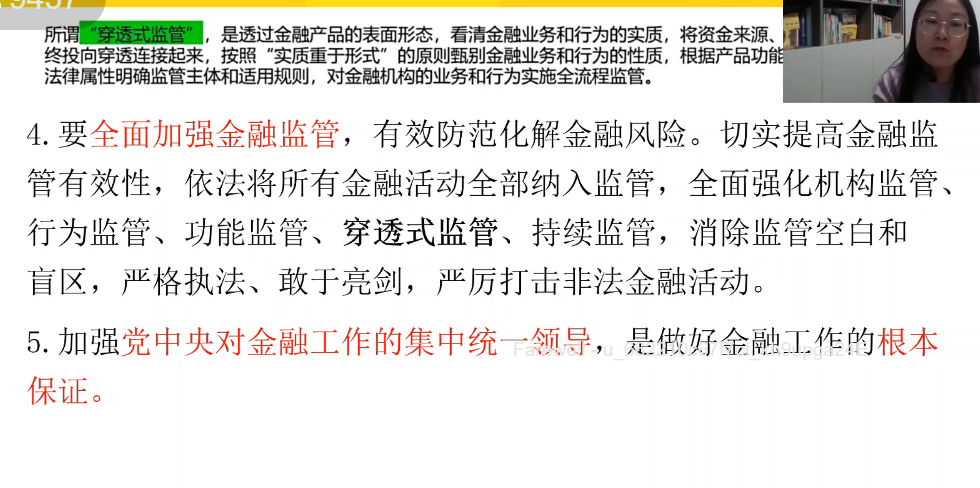 9437
所谓“穿透式监管”，是透过金融产品的表面形态，看清金融业务和行为的实质，将资金来源、
终投向穿透连接起来，按照“实质重于形式”的原则甄别金融业务和行为的性质，根据产品功能
法律属性明确监管主体和适用规则，对金融机构的业务和行为实施全流程监管。
4.要全面加强金融监管，有效防范化解金融风险。切实提高金融监
管有效性，依法将所有金融活动全部纳入监管，全面强化机构监管、
行为监管、功能监管、穿透式监管、持续监管，消除监管空白和
盲区，严格执法、敢于亮剑，严厉打击非法金融活动。
5.加强党中央对金融工作的集中统一领导，是做好金融工作的根本
保证。